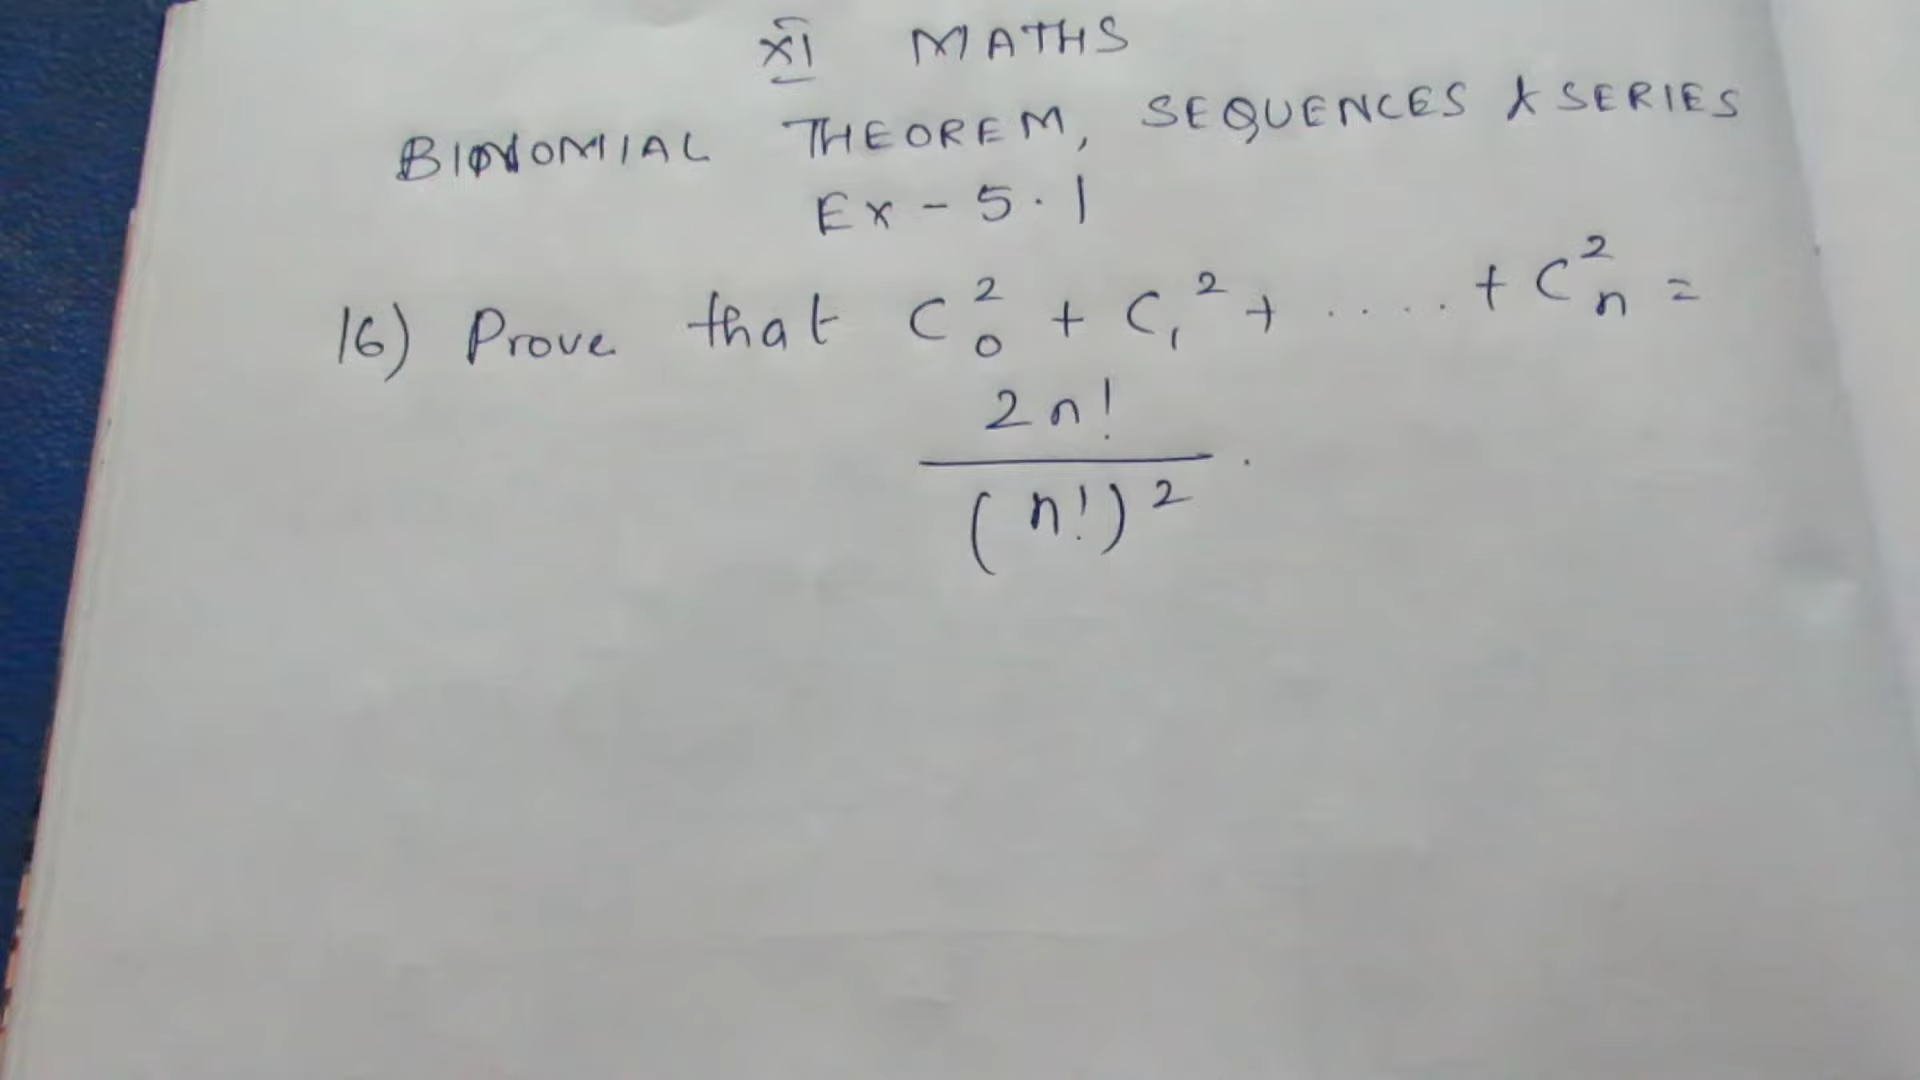 XI MATHS
BINOMIAL THEOREM, SEQUENCES & SERIES
Ex - 5.1
16) Prove that C₀² + C₁² + ..... + Cₙ² =
2n!
(n!)² .